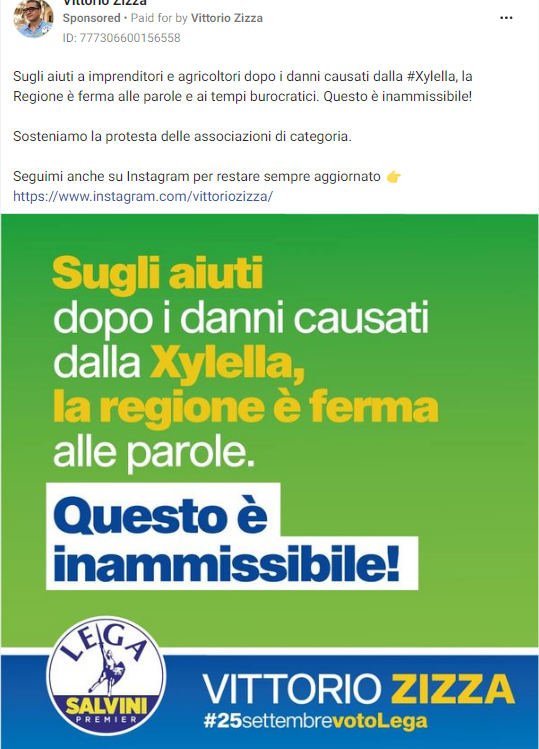 Vittorio Zizza
Sponsored • Paid for by Vittorio Zizza
ID: 777306600156558
Sugli aiuti a imprenditori e agricoltori dopo i danni causati dalla #Xylella, la
Regione è ferma alle parole e ai tempi burocratici. Questo è inammissibile!
Sosteniamo la protesta delle associazioni di categoria.
Seguimi anche su Instagram per restare sempre aggiornato 👉
https://www.instagram.com/vittoriozizza/
Sugli aiuti
dopo i danni causati
dalla Xylella,
la regione è ferma
alle parole.
Questo è
inammissibile!
LEGA
SALVINI
PREMIER
VITTORIO ZIZZA
#25settembrevotoLega